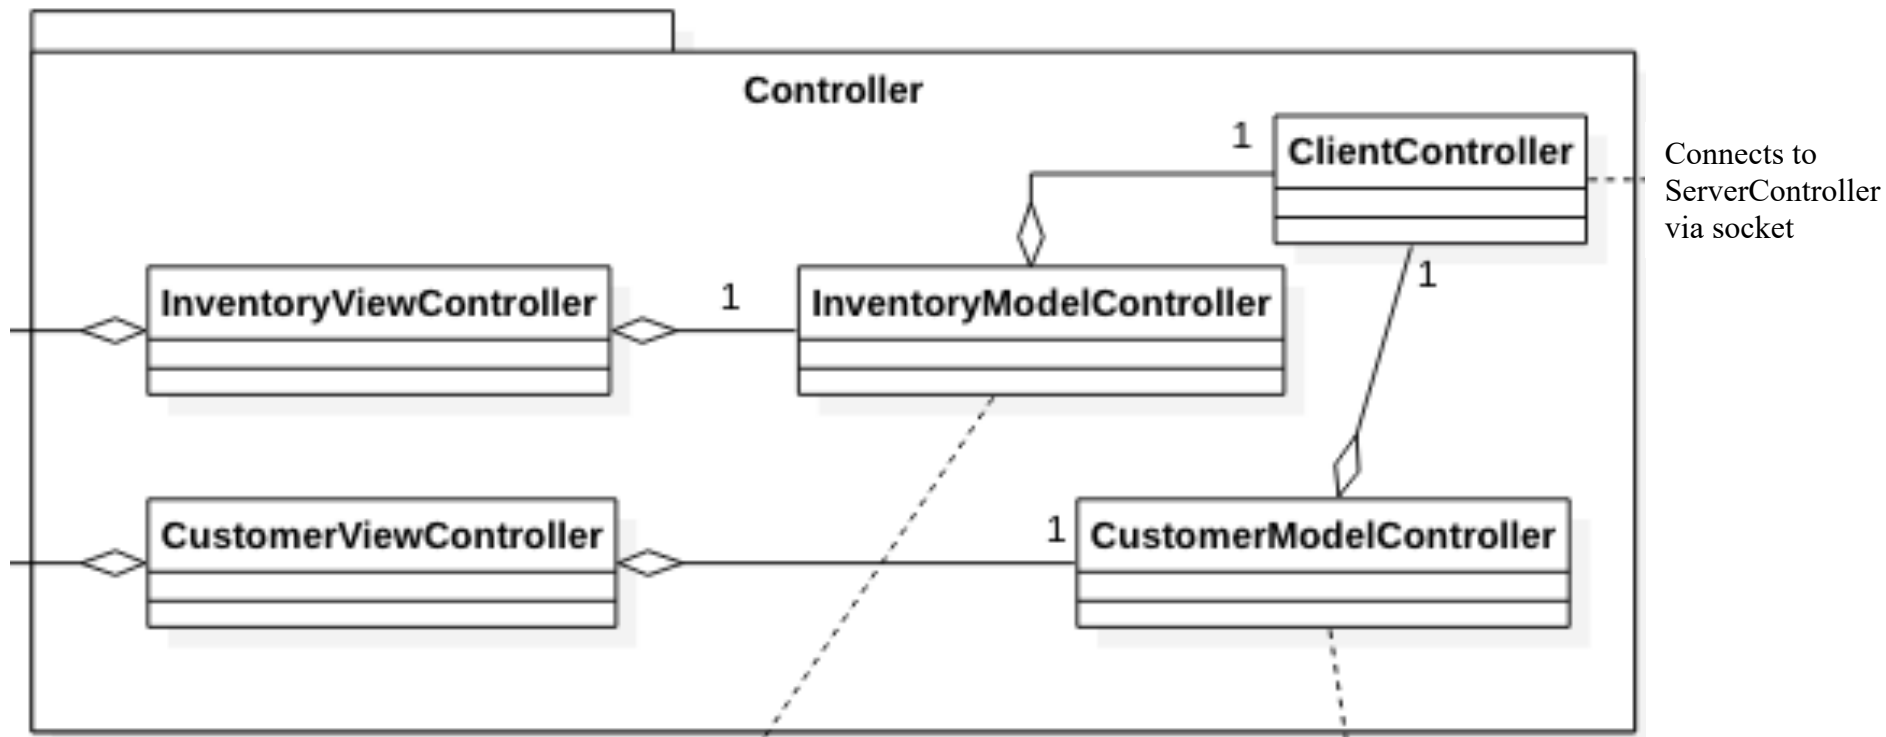 Controller
1
ClientController
Connects to
ServerController
via socket
1
InventoryViewController
1
InventoryModelController
CustomerViewController
1
CustomerModelController